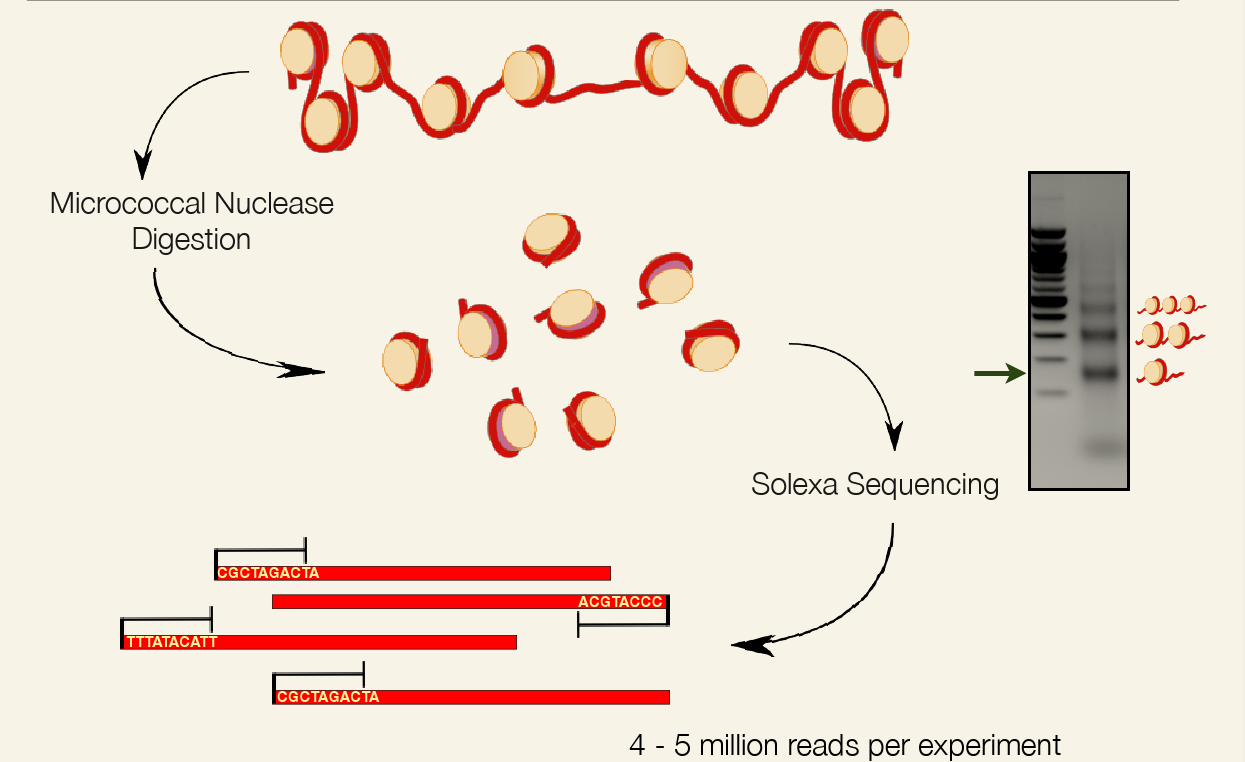 Micrococcal Nuclease
Digestion
Solexa Sequencing
CGCTAGACTA
ACGTACCC
TTTATACATT
CGCTAGACTA
4 - 5 million reads per experiment